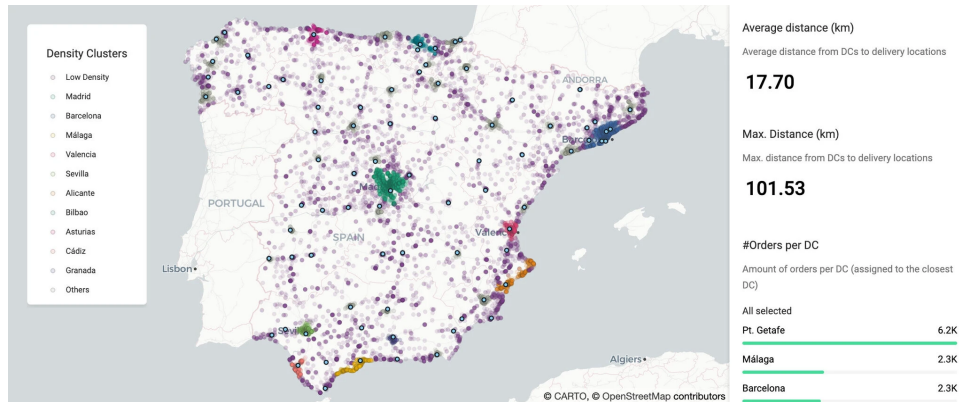 Density Clusters
Low Density
Madrid
Barcelona
Málaga
Valencia
Sevilla
Alicante
Bilbao
Asturias
Cádiz
Granada
Others
ANDORRA
PORTUGAL
SPAIN
Lisbon
Algiers
© CARTO, © OpenStreetMap contributors
Average distance (km)
Average distance from DCs to delivery locations
17.70
Max. Distance (km)
Max. distance from DCs to delivery locations
101.53
#Orders per DC
Amount of orders per DC (assigned to the closest
DC)
All selected
Pt. Getafe 6.2K
Málaga 2.3K
Barcelona 2.3K